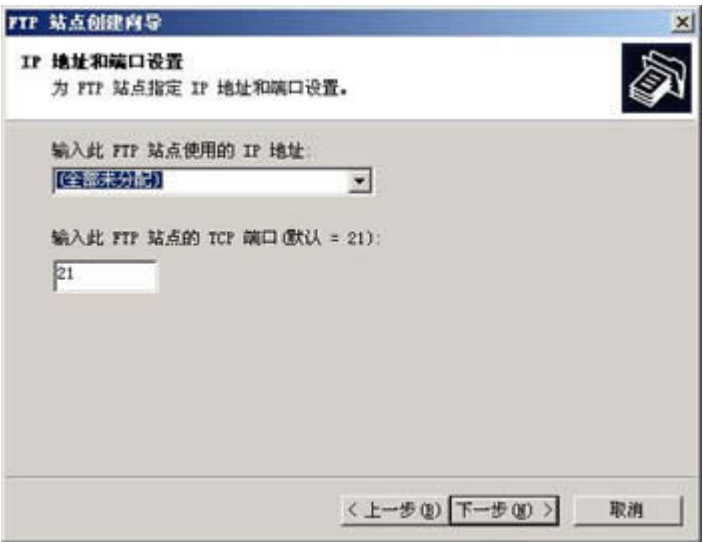 FTP 站点创建向导
IP 地址和端口设置
为 FTP 站点指定 IP 地址和端口设置。
输入此 FTP 站点使用的 IP 地址:
(全部未分配)
输入此 FTP 站点的 TCP 端口(默认 = 21):
21
< 上一步(B) 下一步(N) > 取消